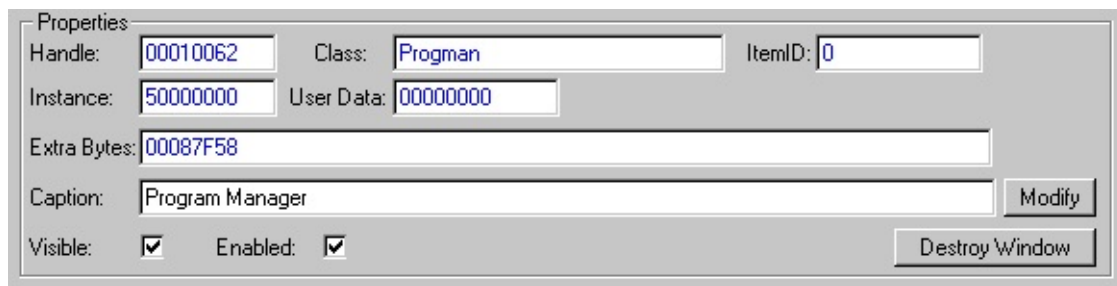 Properties
Handle: 00010062 Class: Progman ItemID: 0
Instance: 50000000 User Data: 00000000
Extra Bytes: 00087F58
Caption: Program Manager Modify
Visible: Enabled: Destroy Window